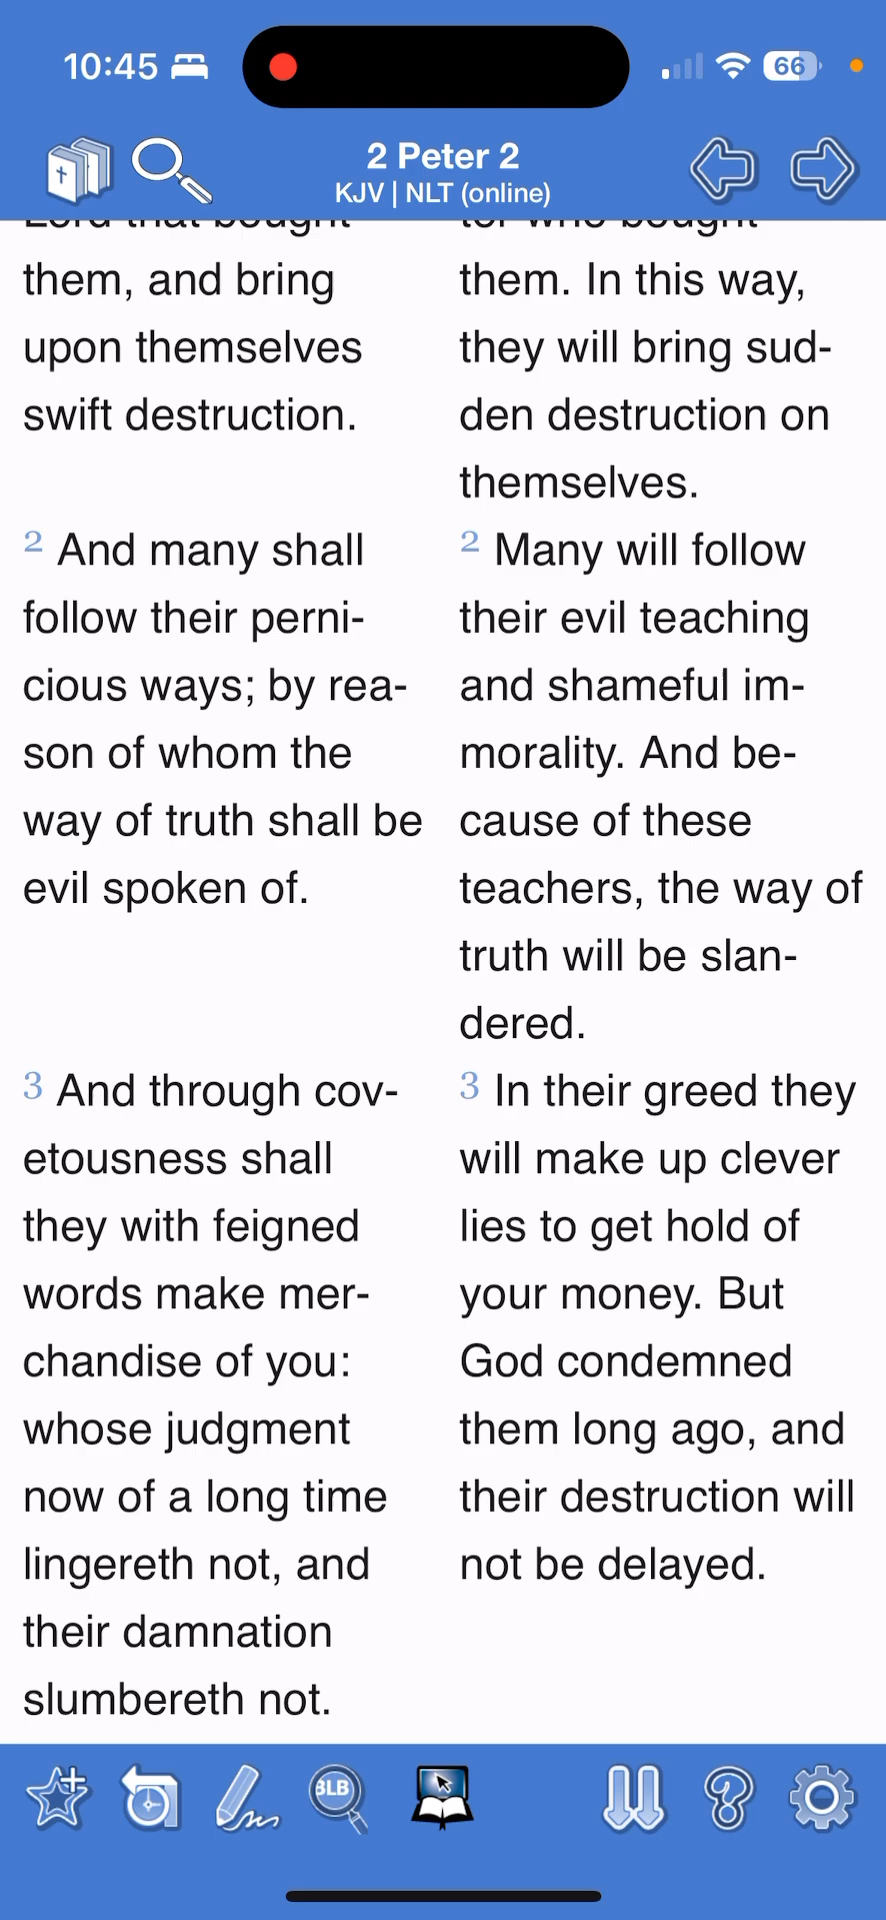 10:45
66
2 Peter 2
KJV | NLT (online)
Lord that bought
them, and bring
upon themselves
swift destruction.
2 And many shall
follow their perni-
cious ways; by rea-
son of whom the
way of truth shall be
evil spoken of.
3 And through cov-
etousness shall
they with feigned
words make mer-
chandise of you:
whose judgment
now of a long time
lingereth not, and
their damnation
slumbereth not.
tor who bought
them. In this way,
they will bring sud-
den destruction on
themselves.
2 Many will follow
their evil teaching
and shameful im-
morality. And be-
cause of these
teachers, the way of
truth will be slan-
dered.
3 In their greed they
will make up clever
lies to get hold of
your money. But
God condemned
them long ago, and
their destruction will
not be delayed.
BLB